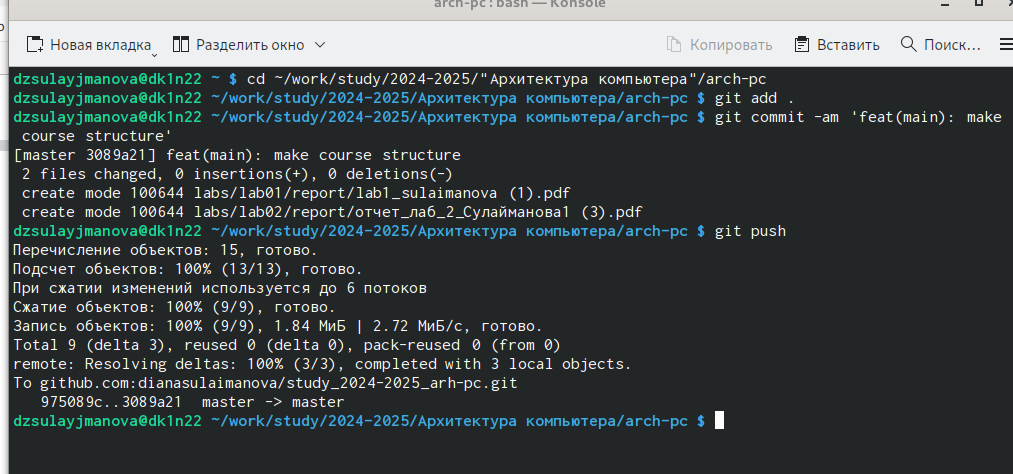 arch-pc : bash — Konsole
Новая вкладка
Разделить окно
Копировать
Вставить
Поиск...
dzsulayjmanova@dk1n22 ~ $ cd ~/work/study/2024-2025/"Архитектура компьютера"/arch-pc
dzsulayjmanova@dk1n22 ~/work/study/2024-2025/Архитектура компьютера/arch-pc $ git add .
dzsulayjmanova@dk1n22 ~/work/study/2024-2025/Архитектура компьютера/arch-pc $ git commit -am 'feat(main): make
course structure'
[master 3089a21] feat(main): make course structure
2 files changed, 0 insertions(+), 0 deletions(-)
create mode 100644 labs/lab01/report/lab1_sulaimanova (1).pdf
create mode 100644 labs/lab02/report/отчет_лаб_2_Сулайманова1 (3).pdf
dzsulayjmanova@dk1n22 ~/work/study/2024-2025/Архитектура компьютера/arch-pc $ git push
Перечисление объектов: 15, готово.
Подсчет объектов: 100% (13/13), готово.
При сжатии изменений используется до 6 потоков
Сжатие объектов: 100% (9/9), готово.
Запись объектов: 100% (9/9), 1.84 МиБ | 2.72 МиБ/с, готово.
Total 9 (delta 3), reused 0 (delta 0), pack-reused 0 (from 0)
remote: Resolving deltas: 100% (3/3), completed with 3 local objects.
To github.com:dianasulaimanova/study_2024-2025_arh-pc.git
975089c..3089a21  master -> master
dzsulayjmanova@dk1n22 ~/work/study/2024-2025/Архитектура компьютера/arch-pc $